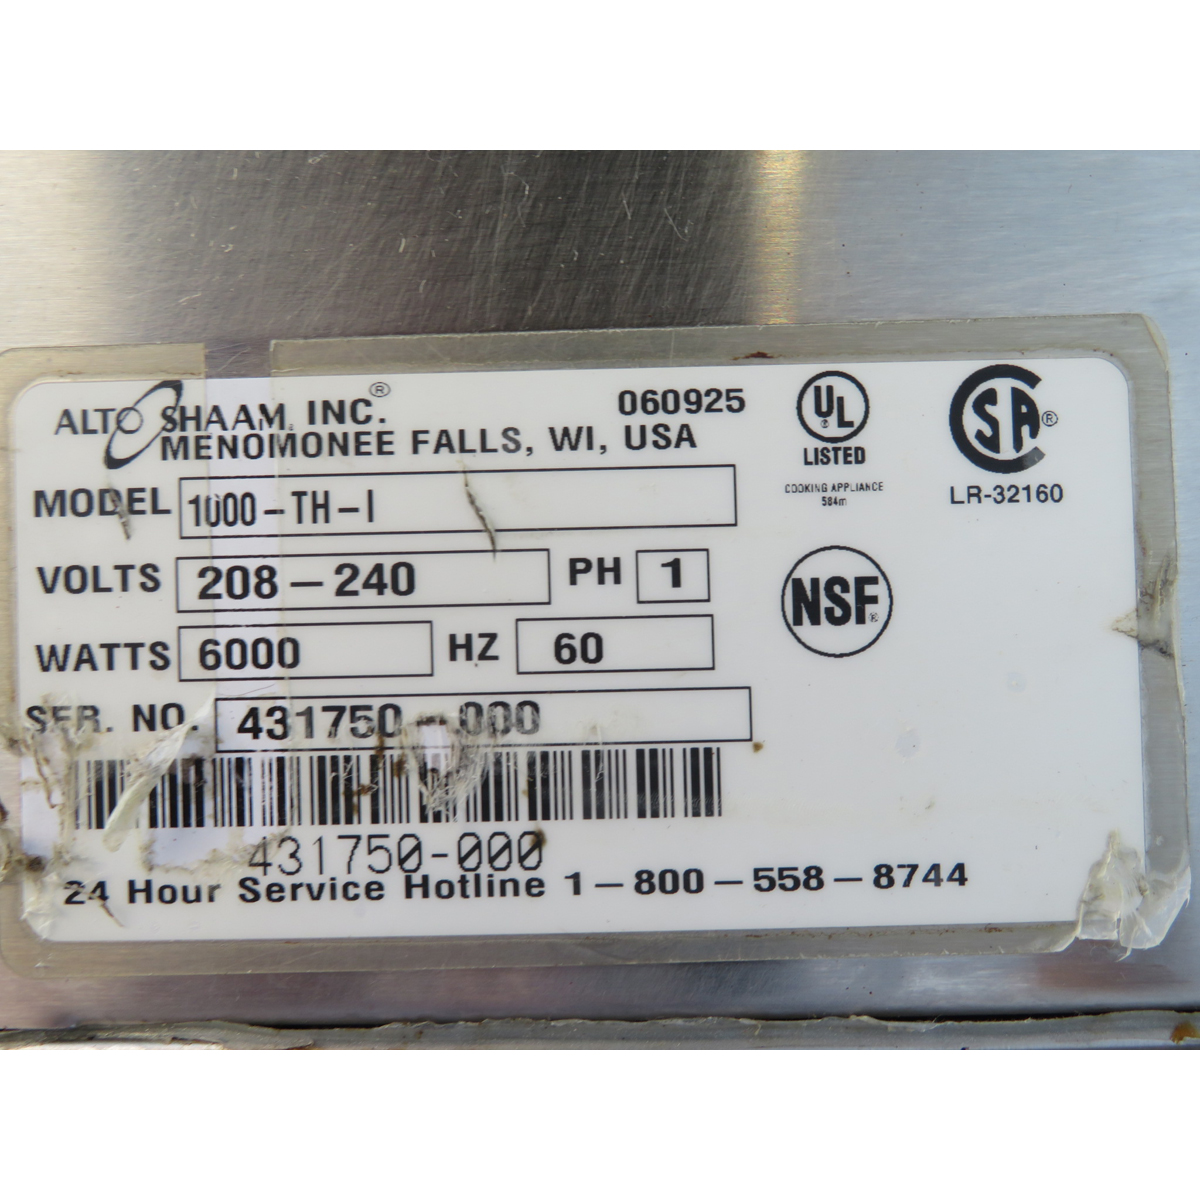 ALTO SHAAM, INC.® 060925
MENOMONEE FALLS, WI, USA
MODEL 1000-TH-I
VOLTS 208-240 PH 1
WATTS 6000 HZ 60
SER. NO. 431750-000
431750-000
24 Hour Service Hotline 1-800-558-8744
UL ®
LISTED
COOKING APPLIANCE
584m
SA ®
LR-32160
NSF®